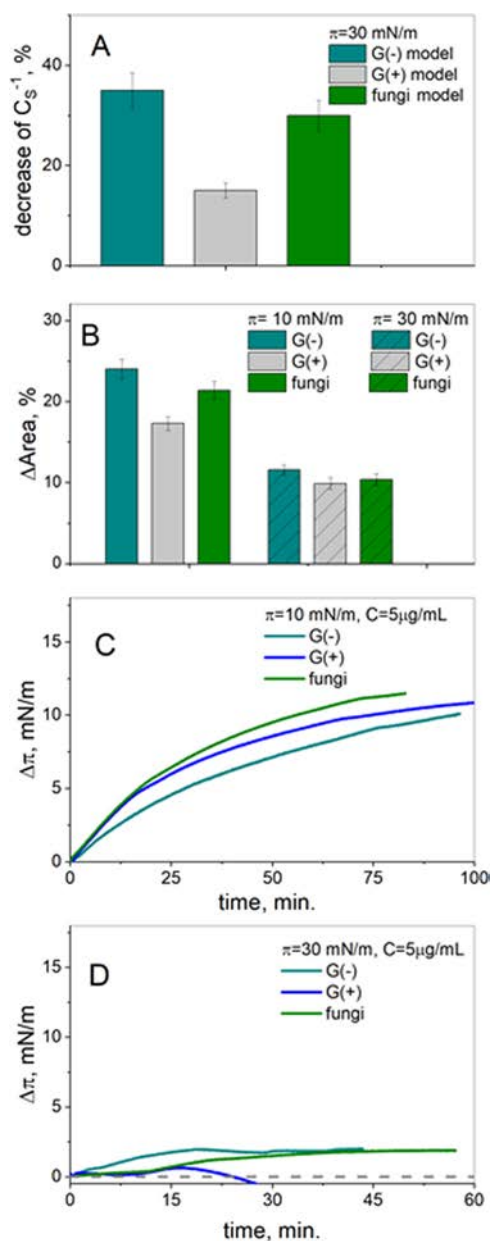 A
π=30 mN/m
G(-) model
G(+) model
fungi model
decrease of C_S^-1, %
40
20
0
B
π= 10 mN/m π= 30 mN/m
G(-) G(-)
G(+) G(+)
fungi fungi
ΔArea, %
30
20
10
0
C
π=10 mN/m, C=5μg/mL
G(-)
G(+)
fungi
Δπ, mN/m
15
10
5
0
0 25 50 75 100
time, min.
D
π=30 mN/m, C=5μg/mL
G(-)
G(+)
fungi
Δπ, mN/m
15
10
5
0
0 15 30 45 60
time, min.